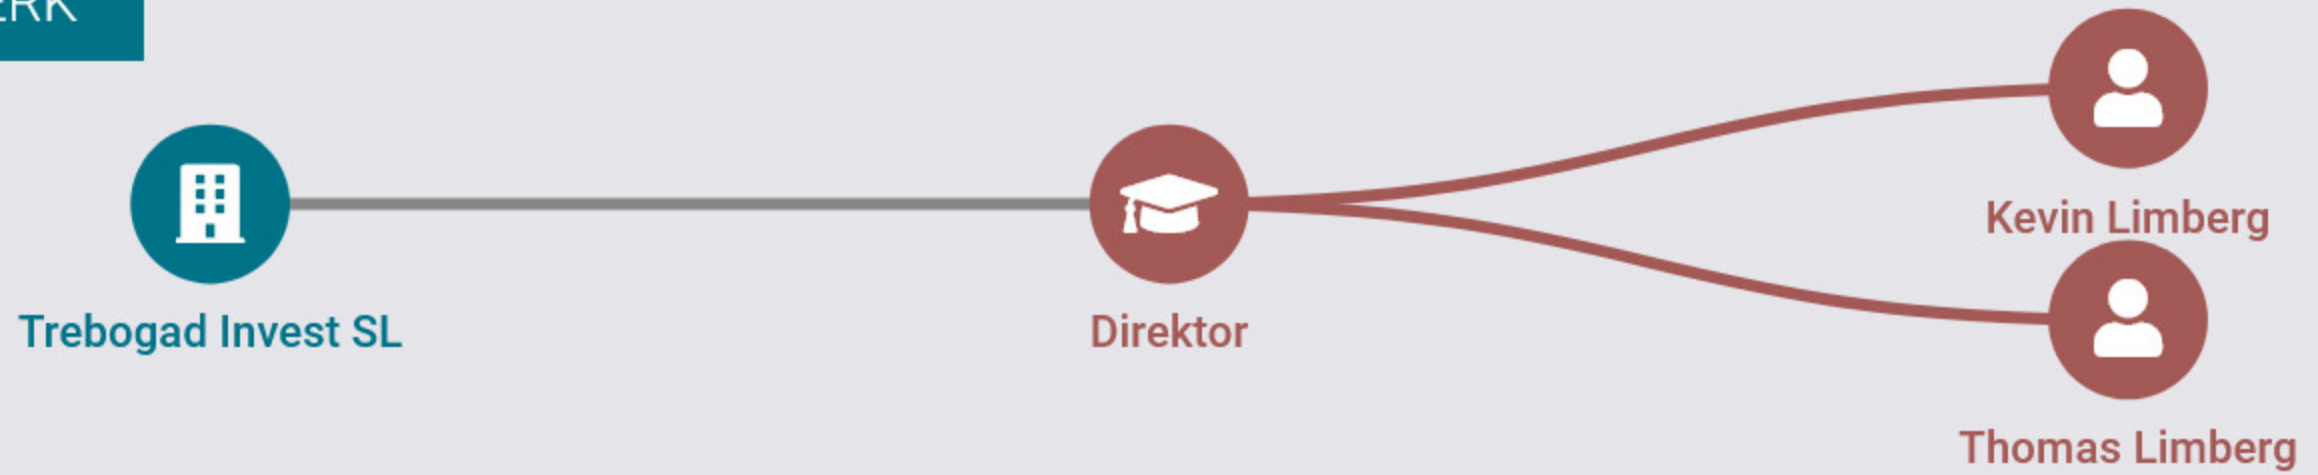 Kevin Limberg
Trebogad Invest SL
Direktor
Thomas Limberg